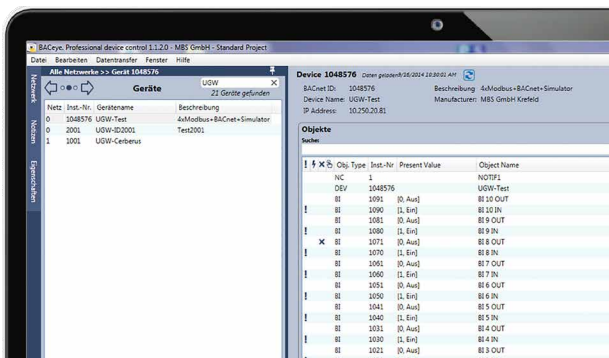 BACeye, Professional device control 1.1.2.0 - MBS GmbH - Standard Project
Datei Bearbeiten Datentransfer Fenster Hilfe
Alle Netzwerke >> Gerät 1048576
Netzwerk
Notizen
Eigenschaften
Geräte
UGW
21 Geräte gefunden
Netz Inst.-Nr. Gerätename Beschreibung
0 1048576 UGW-Test 4xModbus+BACnet+Simulator
0 2001 UGW-ID2001 Test2001
1 1001 UGW-Cerberus
Device 1048576 Daten geladen9/16/2014 10:30:01 AM
BACnet ID: 1048576 Beschreibung 4xModbus+BACnet+Simulator
Device Name: UGW-Test Manufacturer: MBS GmbH Krefeld
IP Address: 10.250.20.81
Objekte
Suche:
Obj. Type Inst.-Nr Present Value Object Name
NC 1 NOTIF1
DEV 1048576 UGW-Test
BI 1091 [0, Aus] BI 10 OUT
! BI 1090 [1, Ein] BI 10 IN
BI 1081 [0, Aus] BI 9 OUT
! BI 1080 [1, Ein] BI 9 IN
X BI 1071 [0, Aus] BI 8 OUT
! BI 1070 [1, Ein] BI 8 IN
BI 1061 [0, Aus] BI 7 OUT
! BI 1060 [1, Ein] BI 7 IN
BI 1051 [0, Aus] BI 6 OUT
! BI 1050 [1, Ein] BI 6 IN
BI 1041 [0, Aus] BI 5 OUT
! BI 1040 [1, Ein] BI 5 IN
BI 1031 [0, Aus] BI 4 OUT
! BI 1030 [1, Ein] BI 4 IN
BI 1021 [0, Aus] BI 3 OUT